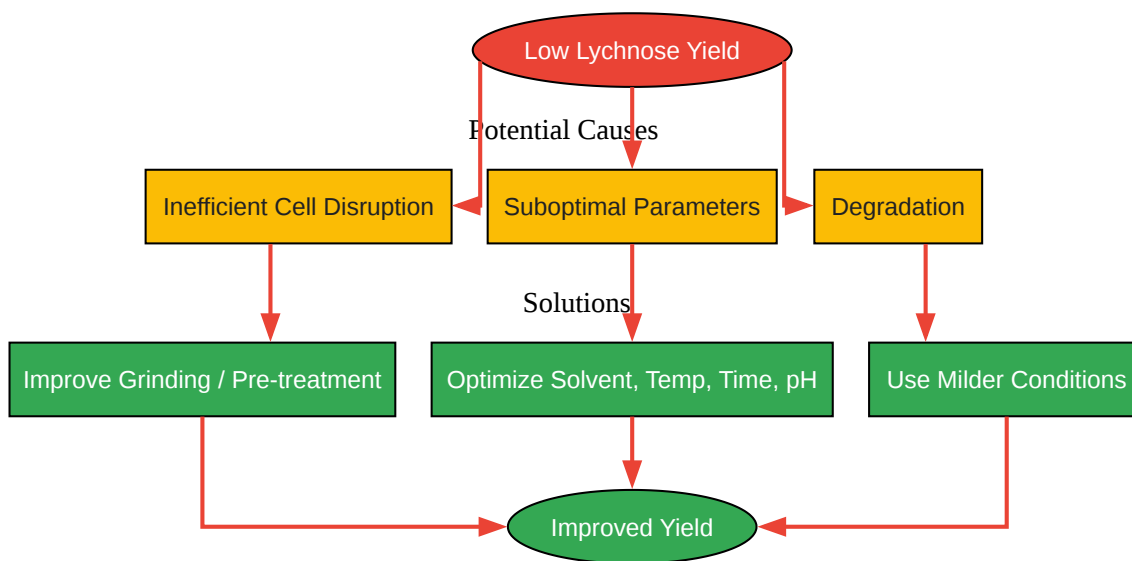 Low Lychnose Yield
Potential Causes
Inefficient Cell Disruption
Suboptimal Parameters
Degradation
Solutions
Improve Grinding / Pre-treatment
Optimize Solvent, Temp, Time, pH
Use Milder Conditions
Improved Yield